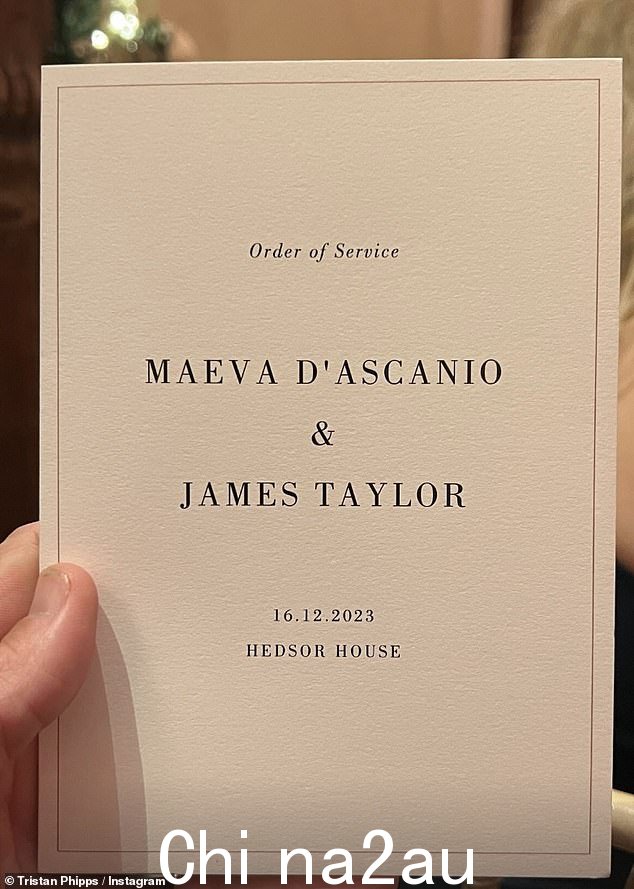 Order of Service
MAEVA D'ASCANIO
&
JAMES TAYLOR
16.12.2023
HEDSOR HOUSE
© Tristan Phipps / Instagram
Chi na2au